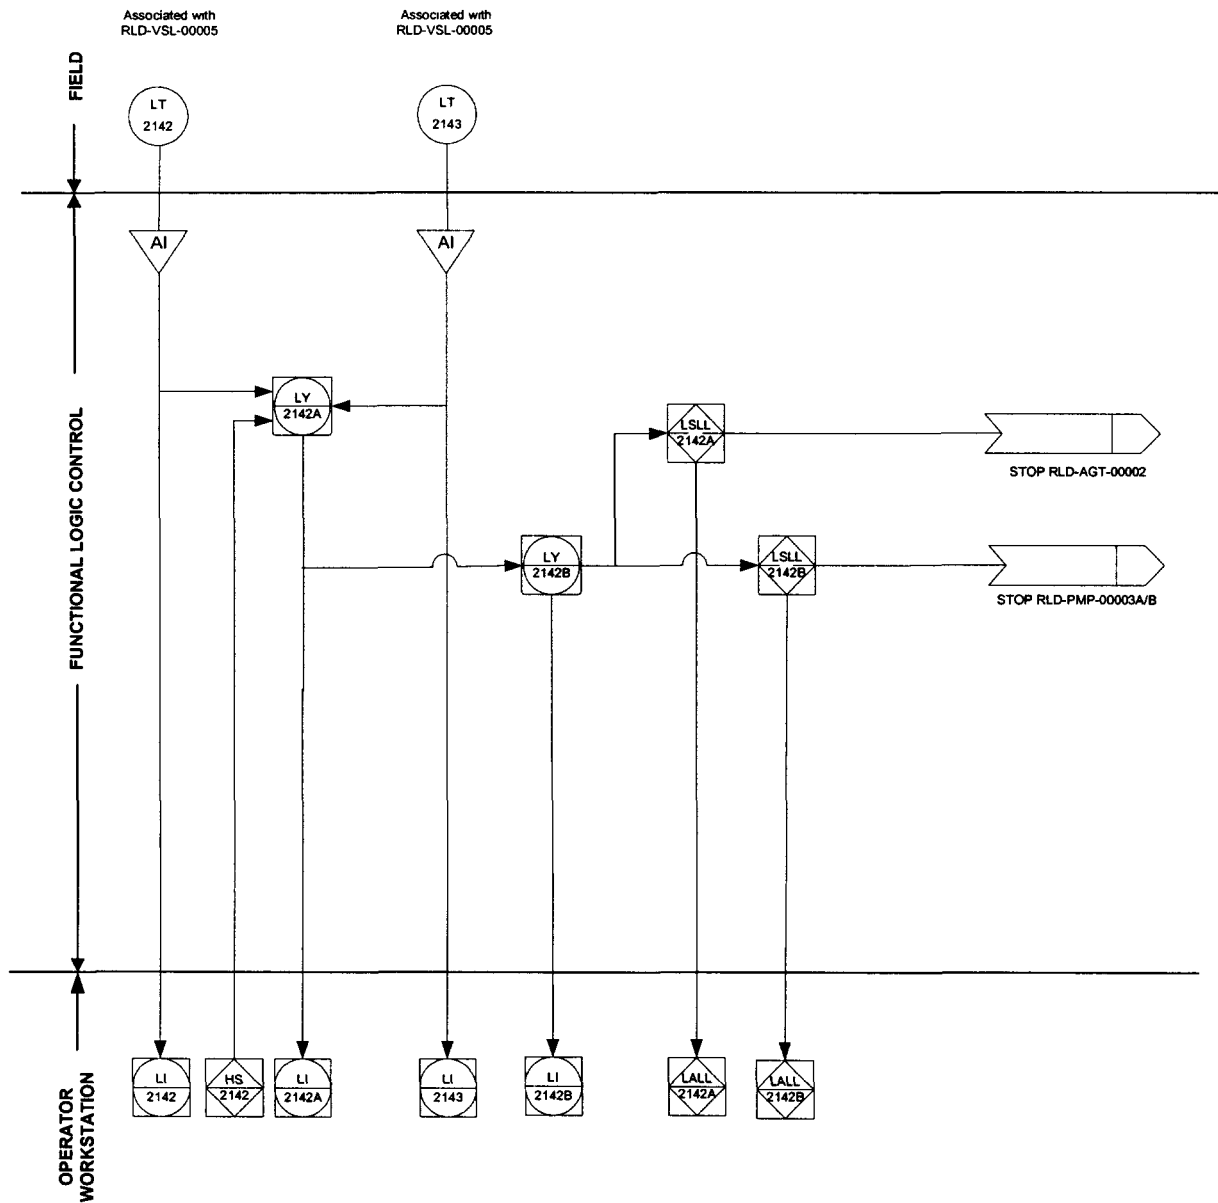 Associated with
RLD-VSL-00005
Associated with
RLD-VSL-00005
FIELD
LT
2142
LT
2143
AI
AI
FUNCTIONAL LOGIC CONTROL
LY
2142A
LSLL
2142A
STOP RLD-AGT-00002
LY
2142B
LSLL
2142B
STOP RLD-PMP-00003A/B
OPERATOR
WORKSTATION
LI
2142
HS
2142
LI
2142A
LI
2143
LI
2142B
LALL
2142A
LALL
2142B